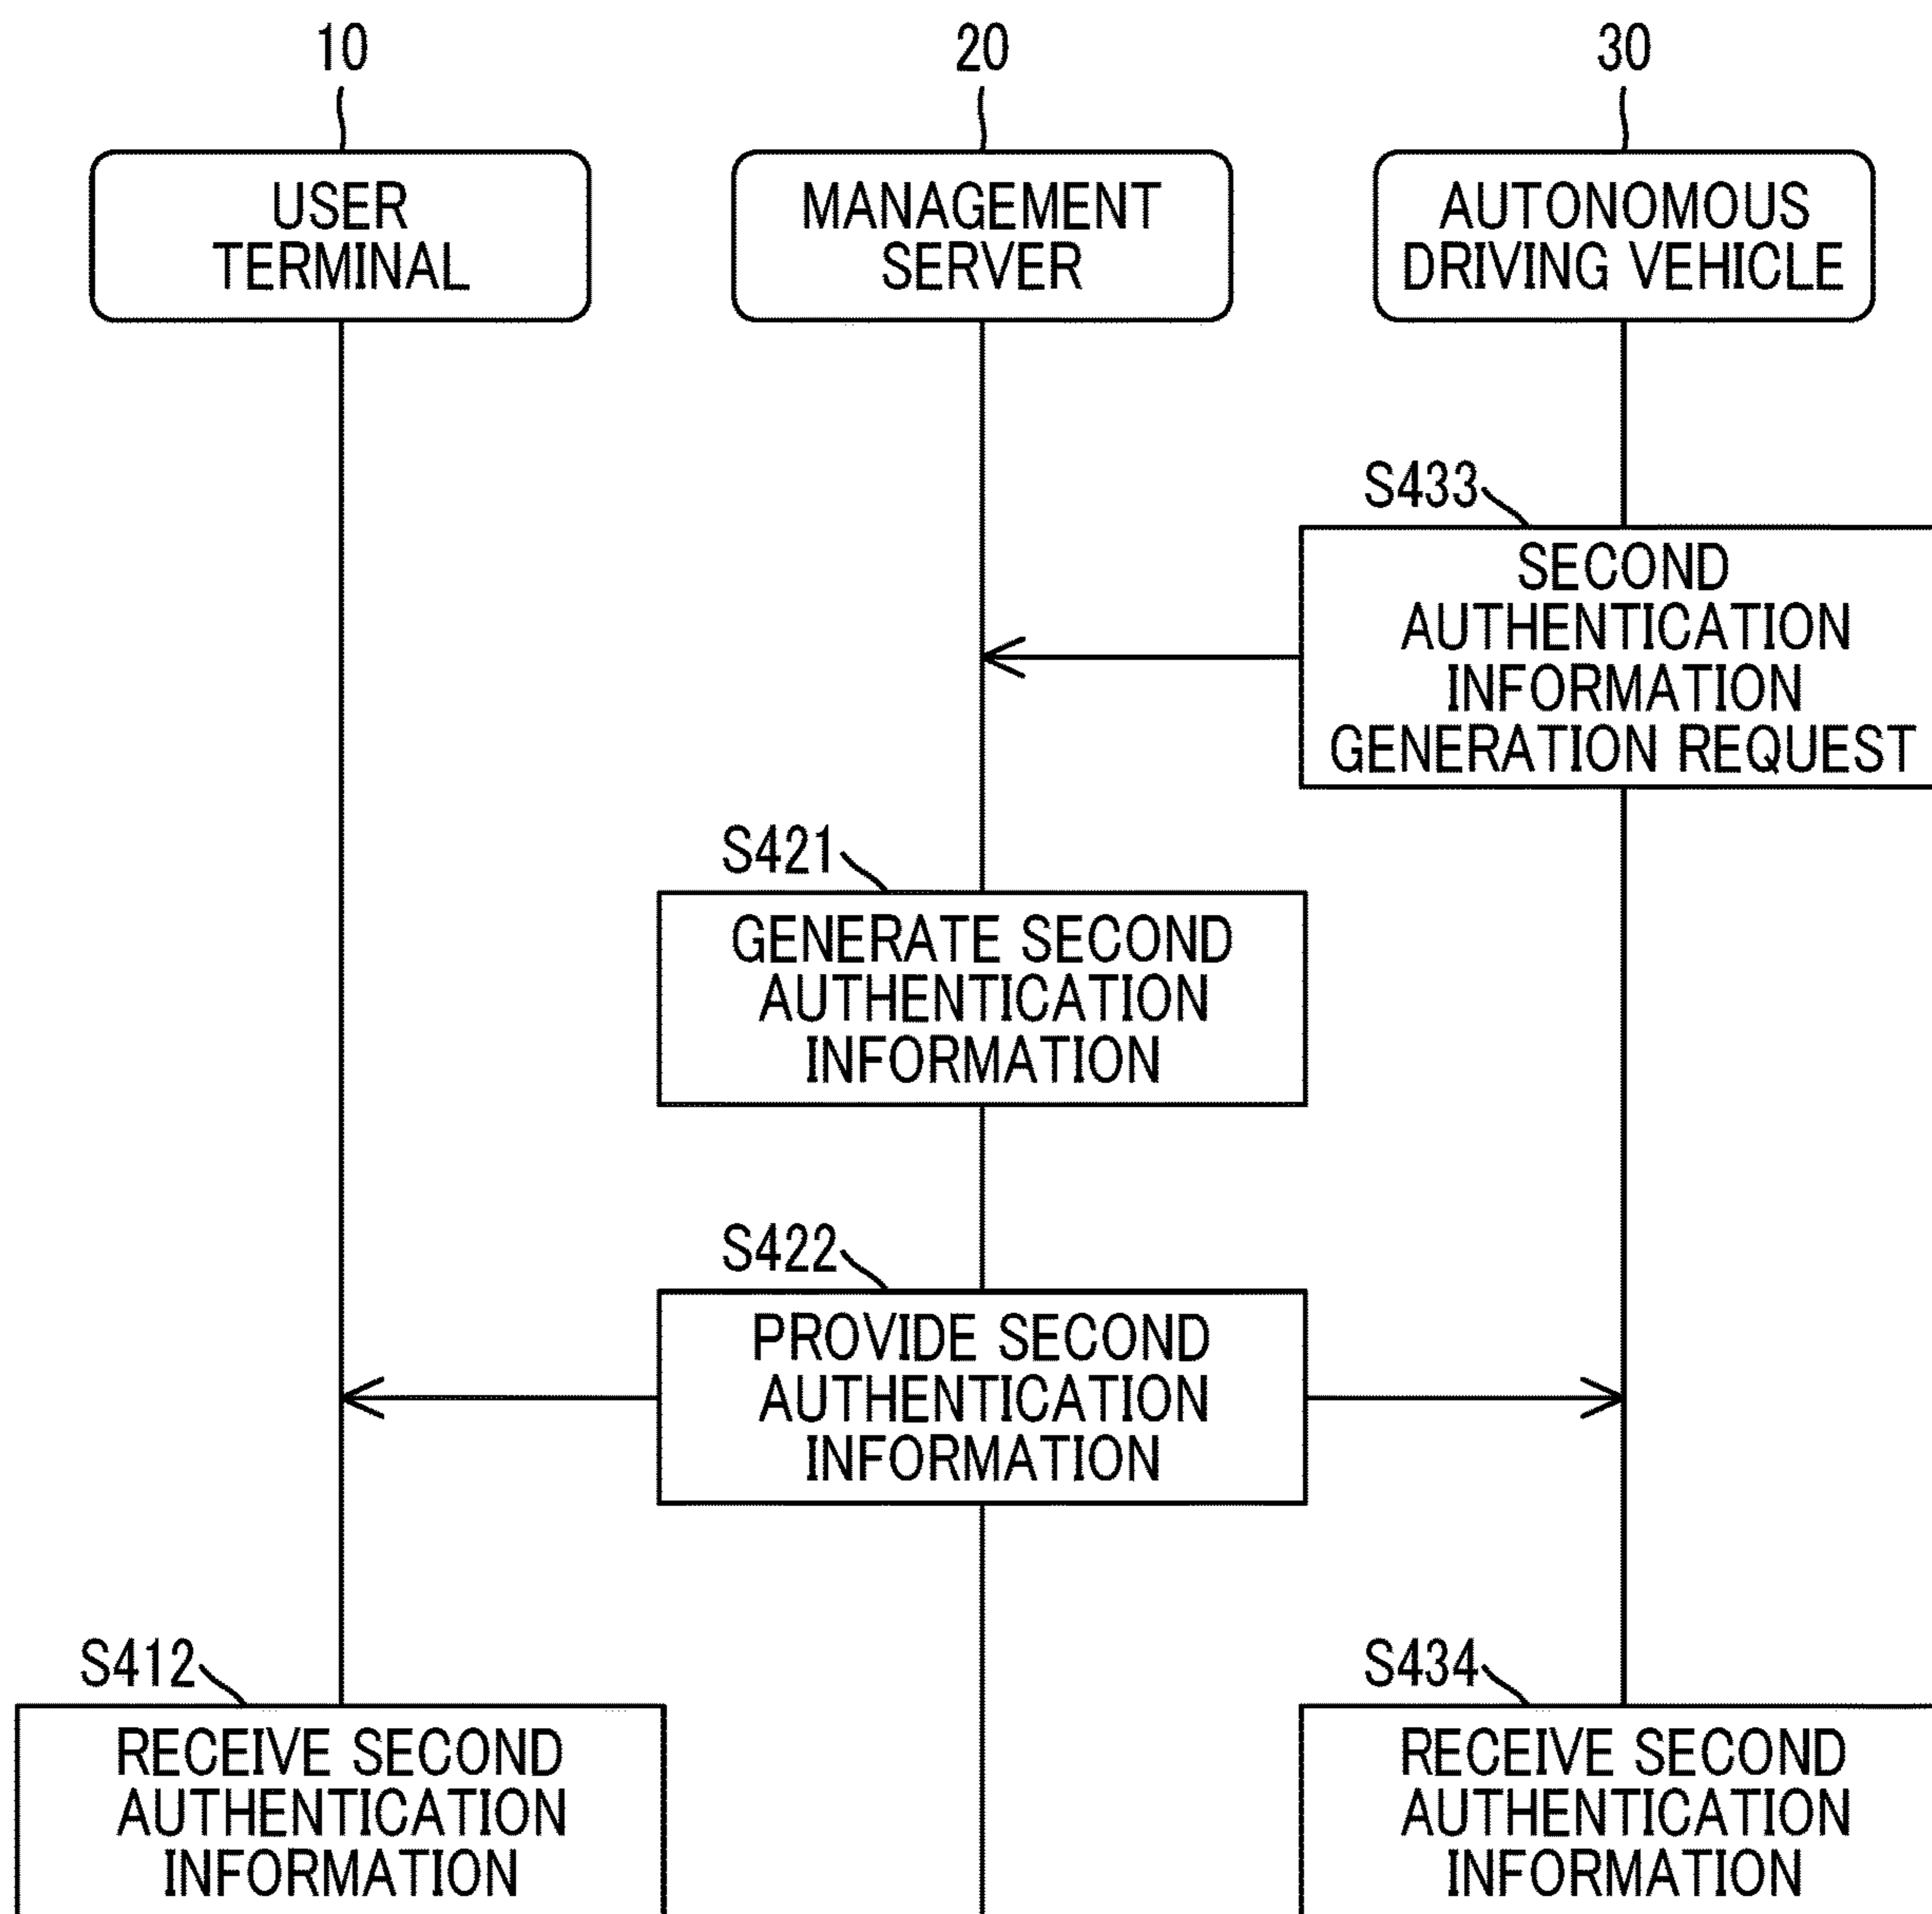 10
20
30
USER
TERMINAL
MANAGEMENT
SERVER
AUTONOMOUS
DRIVING VEHICLE
S433
SECOND
AUTHENTICATION
INFORMATION
GENERATION REQUEST
S421
GENERATE SECOND
AUTHENTICATION
INFORMATION
S422
PROVIDE SECOND
AUTHENTICATION
INFORMATION
S412
RECEIVE SECOND
AUTHENTICATION
INFORMATION
S434
RECEIVE SECOND
AUTHENTICATION
INFORMATION